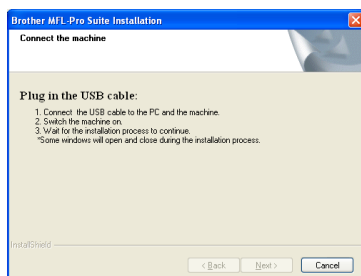 Brother MFL-Pro Suite Installation
Connect the machine
Plug in the USB cable:
1. Connect the USB cable to the PC and the machine.
2. Switch the machine on.
3. Wait for the installation process to continue.
*Some windows will open and close during the installation process.
InstallShield
< Back
Next >
Cancel